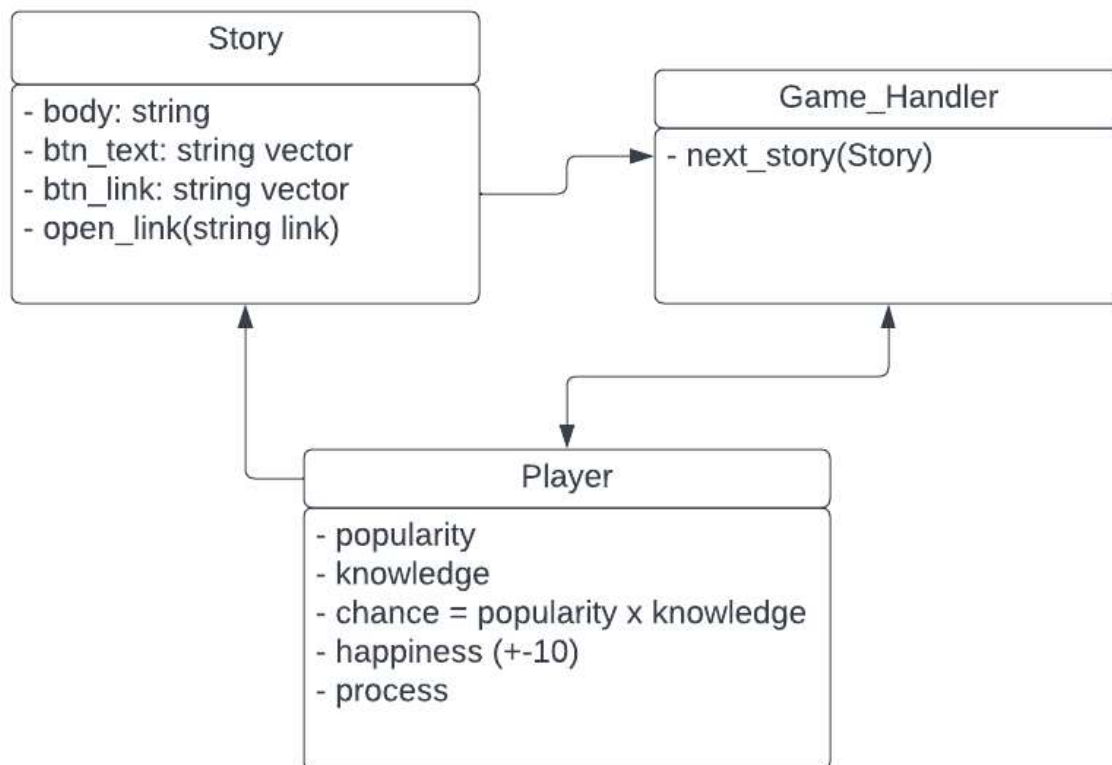 Story
- body: string
- btn_text: string vector
- btn_link: string vector
- open_link(string link)
Game_Handler
- next_story(Story)
Player
- popularity
- knowledge
- chance = popularity x knowledge
- happiness (+-10)
- process